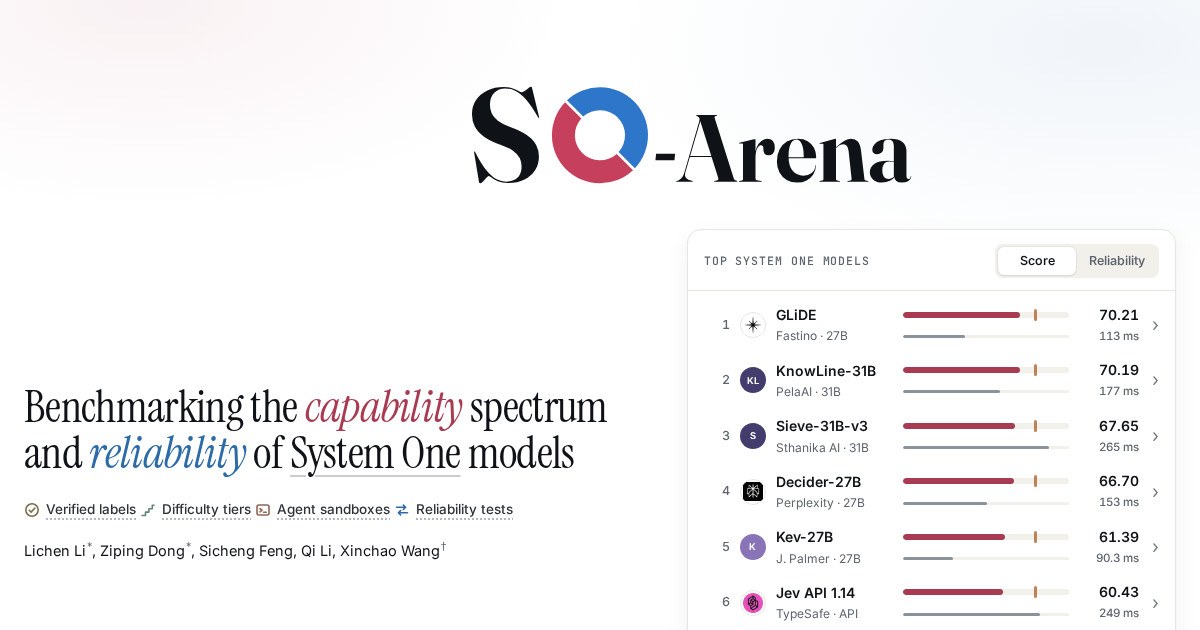 SO-Arena
TOP SYSTEM ONE MODELS
Score
Reliability
1
GLiDE
Fastino · 27B
70.21
113 ms
2
KL
KnowLine-31B
PelaAI · 31B
70.19
177 ms
3
S
Sieve-31B-v3
Sthanika AI · 31B
67.65
265 ms
4
Decider-27B
Perplexity · 27B
66.70
153 ms
5
K
Kev-27B
J. Palmer · 27B
61.39
90.3 ms
6
Jev API 1.14
TypeSafe · API
60.43
249 ms
Benchmarking the capability spectrum
and reliability of System One models
Verified labels Difficulty tiers Agent sandboxes Reliability tests
Lichen Li*, Ziping Dong*, Sicheng Feng, Qi Li, Xinchao Wang†